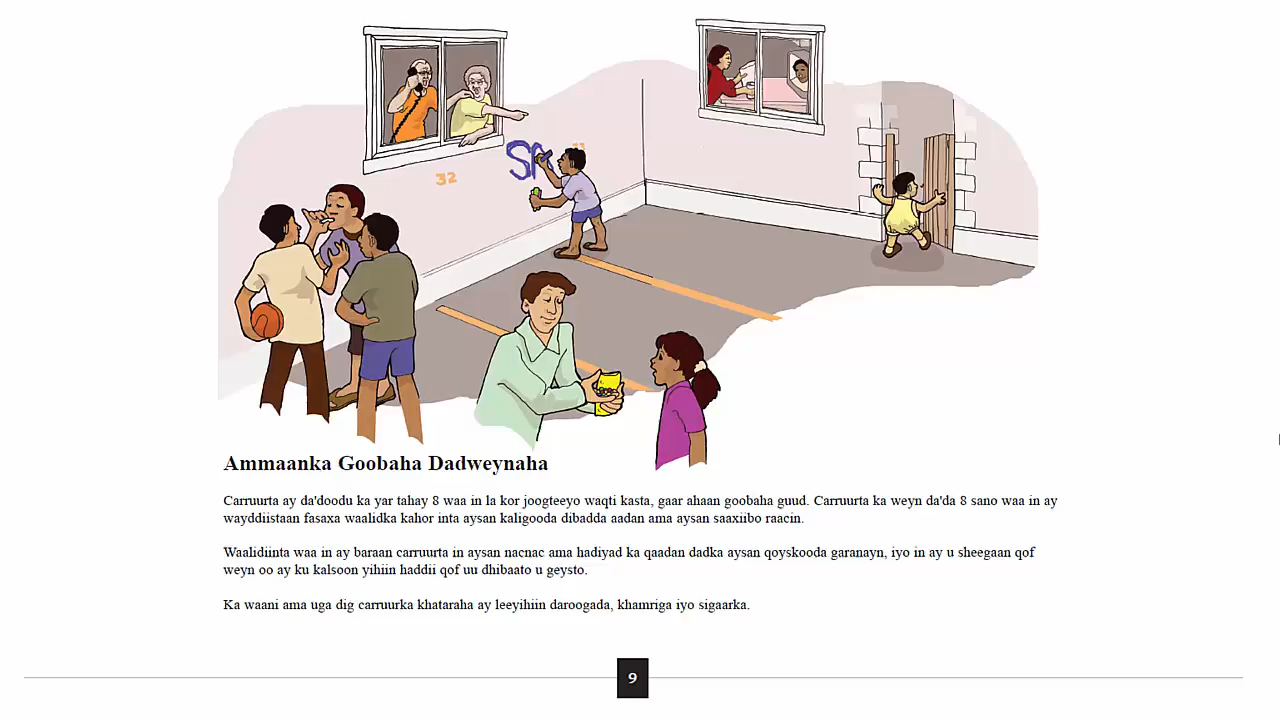 32
SA
Ammaanka Goobaha Dadweynaha
Carruurta ay da'doodu ka yar tahay 8 waa in la kor joogteeyo waqti kasta, gaar ahaan goobaha guud. Carruurta ka weyn da'da 8 sano waa in ay
wayddiistaan fasaxa waalidka kahor inta aysan kaligooda dibadda aadan ama aysan saaxiibo raacin.
Waalidiinta waa in ay baraan carruurta in aysan nacnac ama hadiyad ka qaadan dadka aysan qoyskooda garanayn, iyo in ay u sheegaan qof
weyn oo ay ku kalsoon yihiin haddii qof uu dhibaato u geysto.
Ka waani ama uga dig carruurka khataraha ay leeyihiin daroogada, khamriga iyo sigaarka.
9